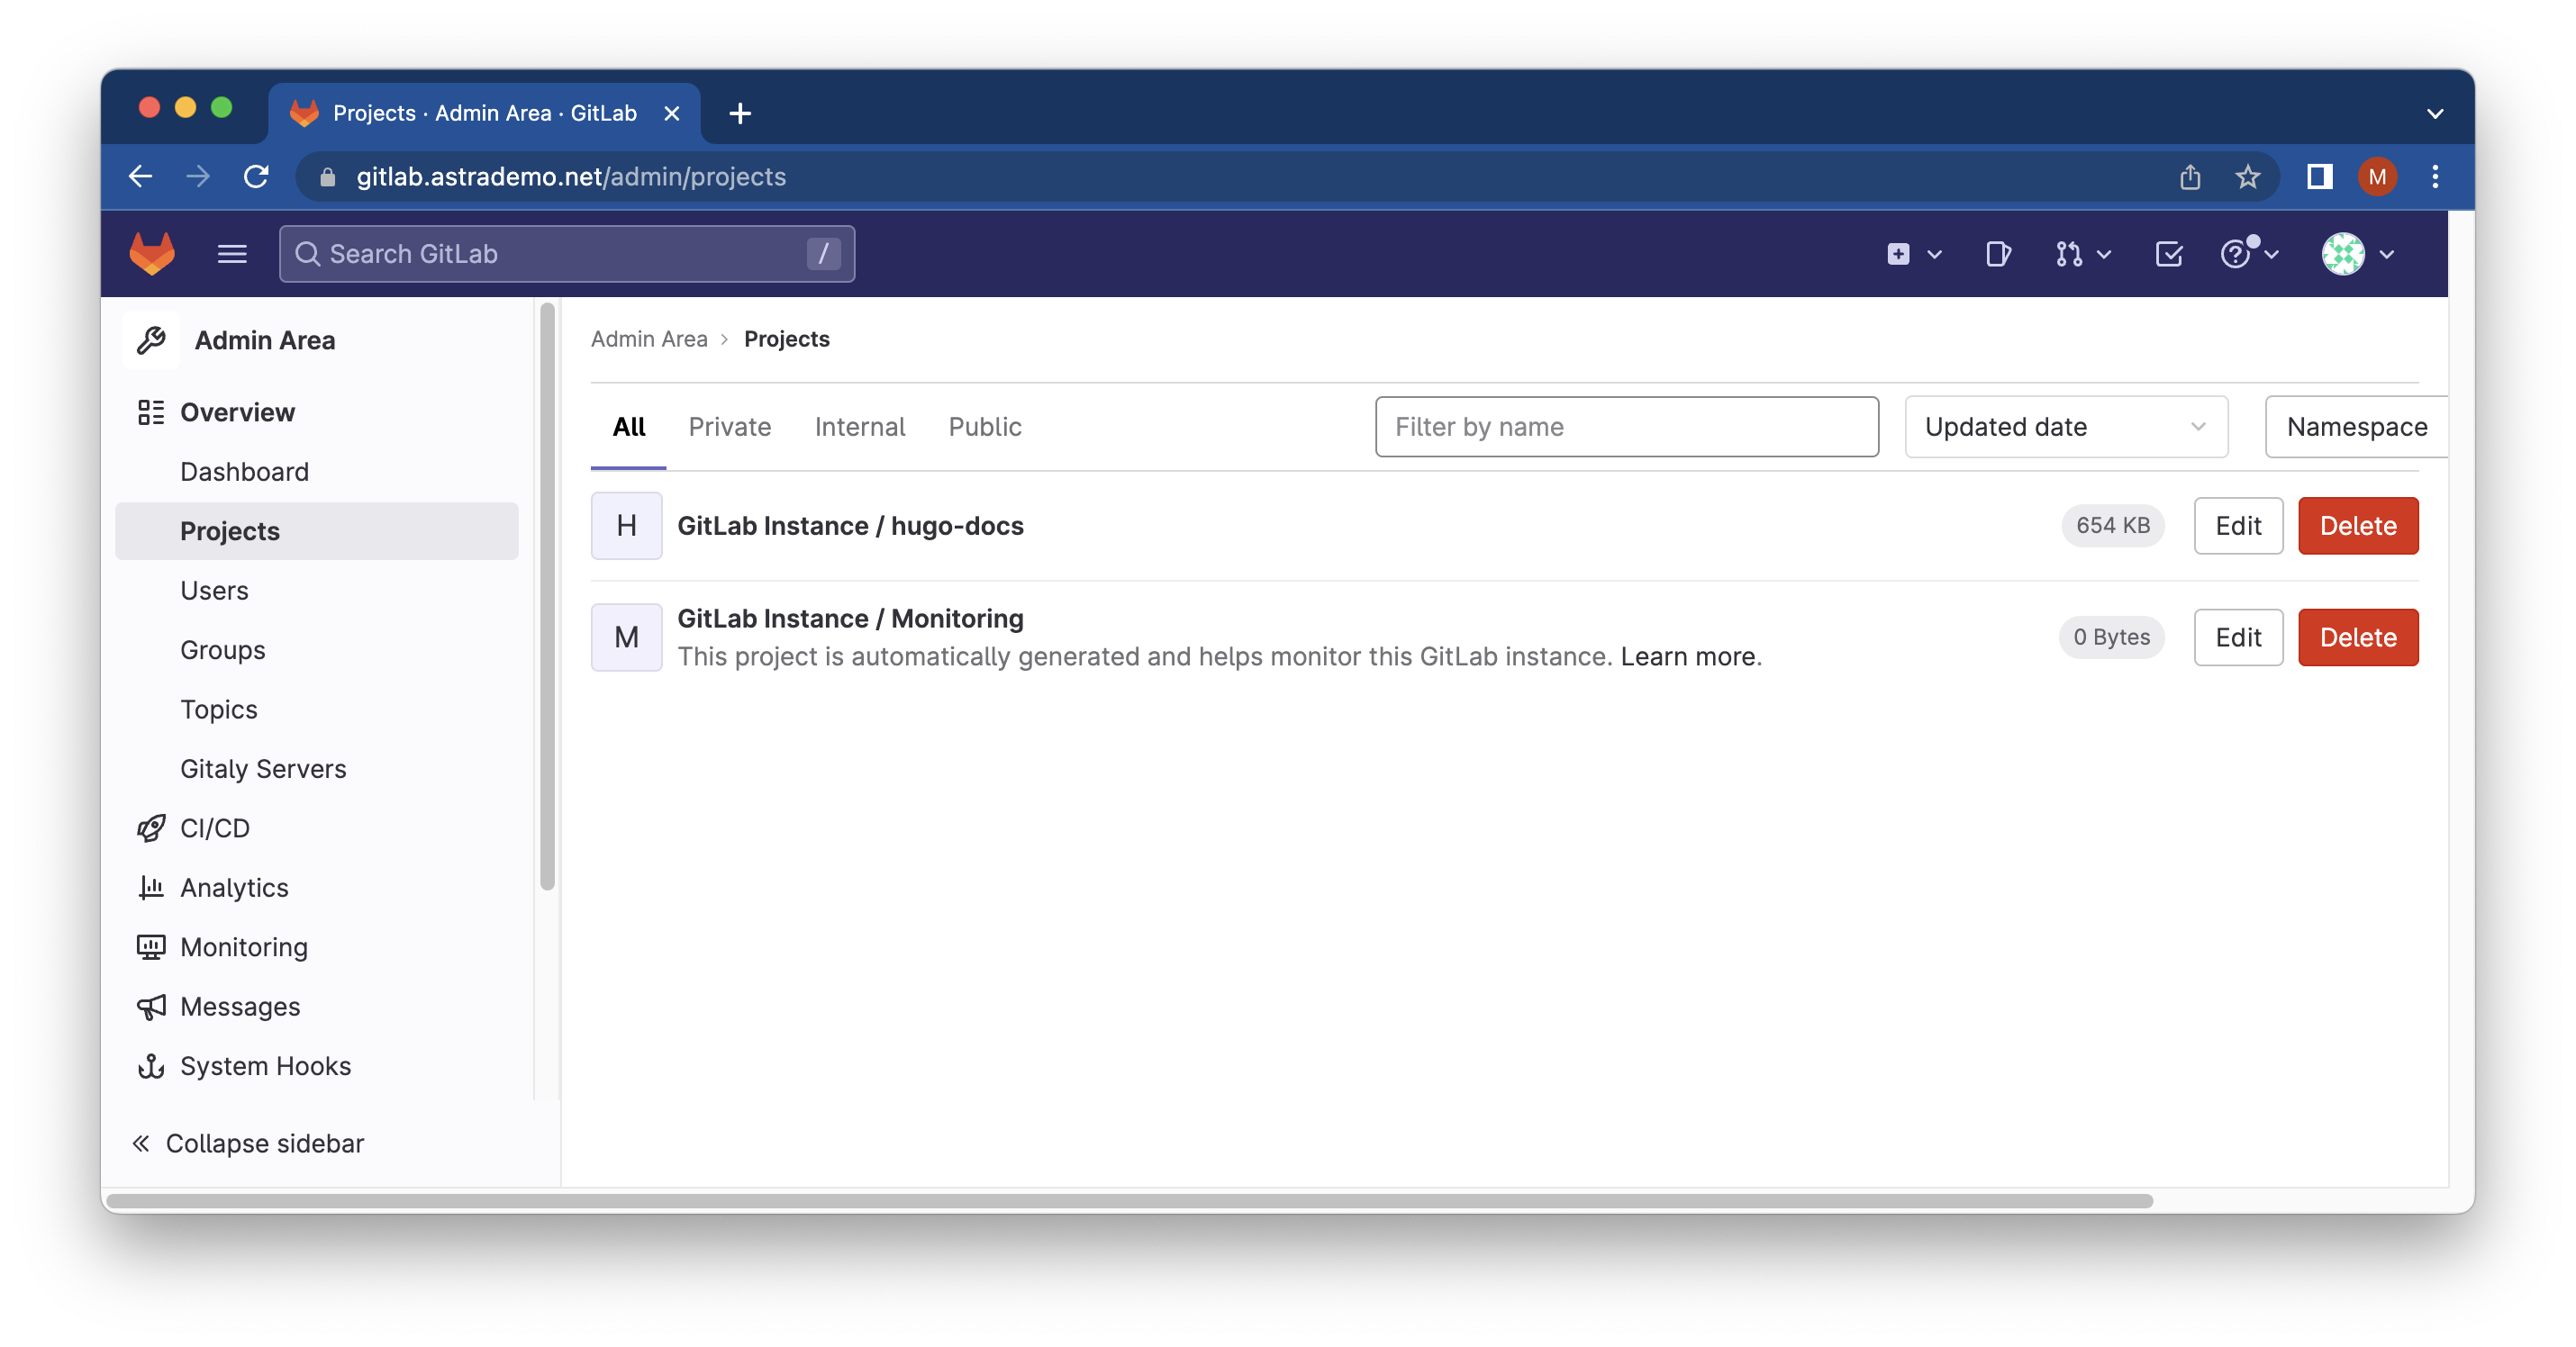 Projects · Admin Area · GitLab
gitlab.astrademo.net/admin/projects
M
Search GitLab
/
Admin Area
Overview
Dashboard
Projects
Users
Groups
Topics
Gitaly Servers
CI/CD
Analytics
Monitoring
Messages
System Hooks
Collapse sidebar
Admin Area > Projects
All Private Internal Public
Filter by name
Updated date
Namespace
H GitLab Instance / hugo-docs 654 KB Edit Delete
M GitLab Instance / Monitoring 0 Bytes Edit Delete
This project is automatically generated and helps monitor this GitLab instance. Learn more.